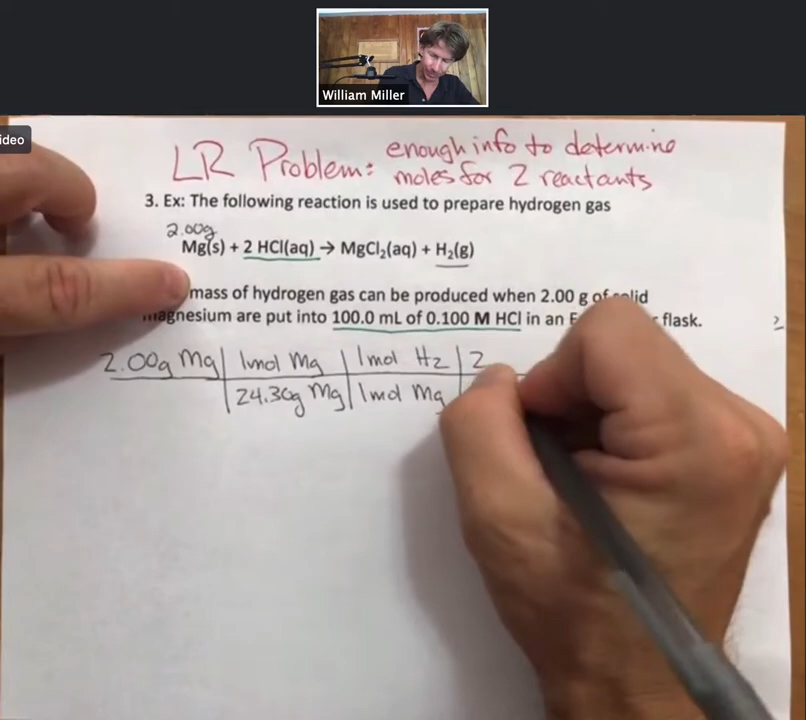 William Miller
ideo
LR Problem: enough info to determine
moles for 2 reactants
3. Ex: The following reaction is used to prepare hydrogen gas
2.00g
Mg(s) + 2 HCl(aq) → MgCl₂(aq) + H₂(g)
mass of hydrogen gas can be produced when 2.00 g of solid
magnesium are put into 100.0 mL of 0.100 M HCl in an E flask.
2.00g Mg | 1mol Mg | 1mol H2 | 2
24.30g Mg | 1mol Mg